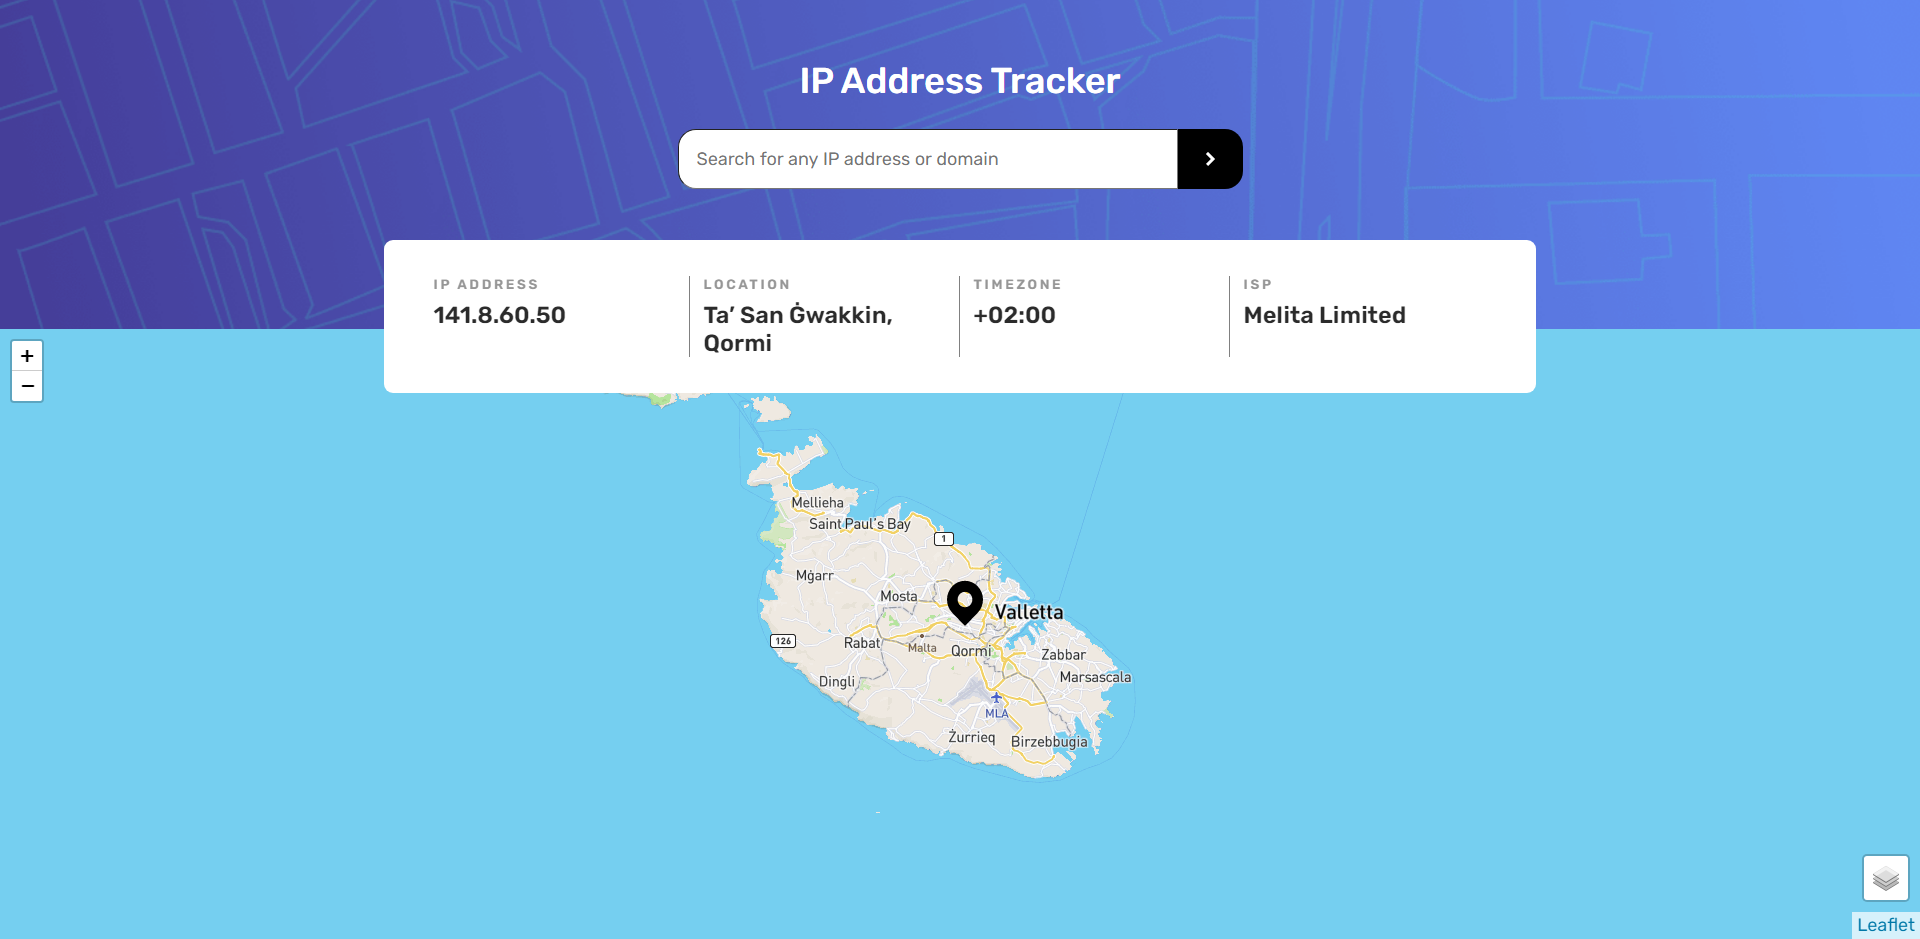 IP Address Tracker
Search for any IP address or domain
IP ADDRESS
141.8.60.50
LOCATION
Ta’ San Ġwakkin,
Qormi
TIMEZONE
+02:00
ISP
Melita Limited
+
−
Mellieha
Saint Paul's Bay
1
Mġarr
Mosta
Valletta
126
Rabat
Malta
Qormi
Zabbar
Marsascala
Dingli
MLA
Żurrieq
Birzebbugia
Leaflet